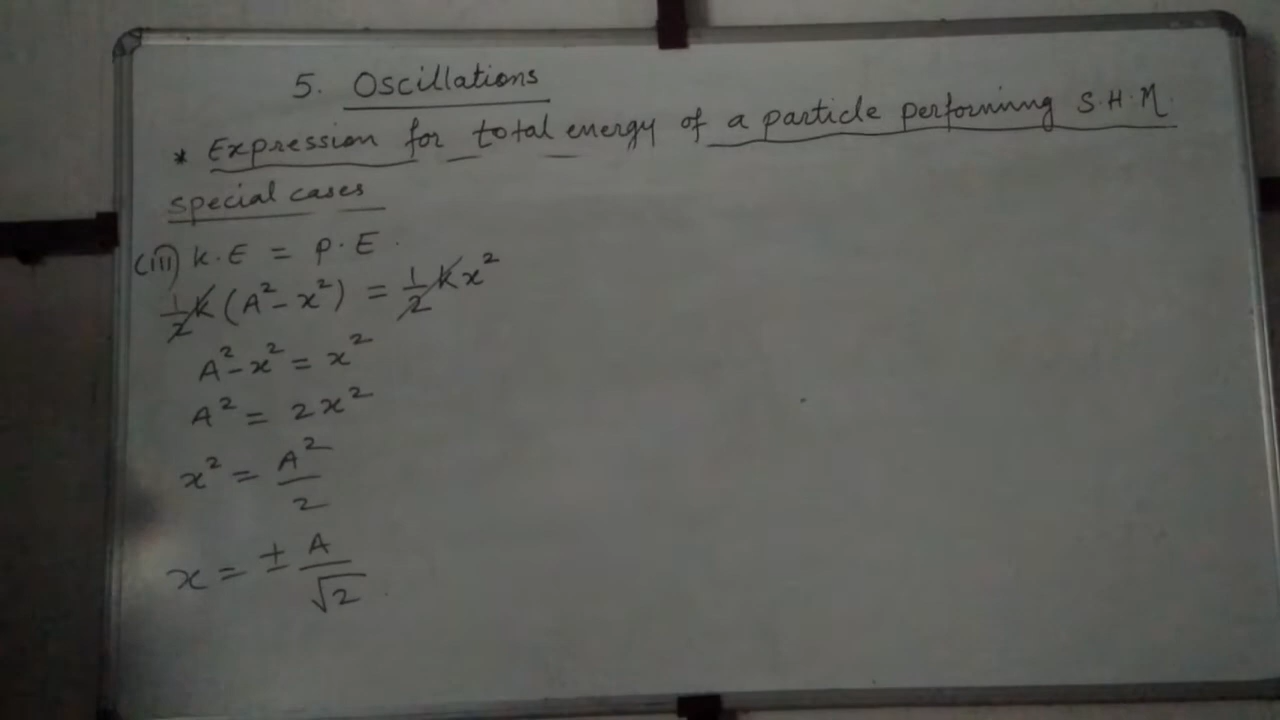 5. Oscillations
* Expression for total energy of a particle performing S.H.M.
special cases
(iii) K.E = P.E.
1/2 K (A² - x²) = 1/2 K x²
A² - x² = x²
A² = 2x²
x² = A²/2
x = ± A/√2.